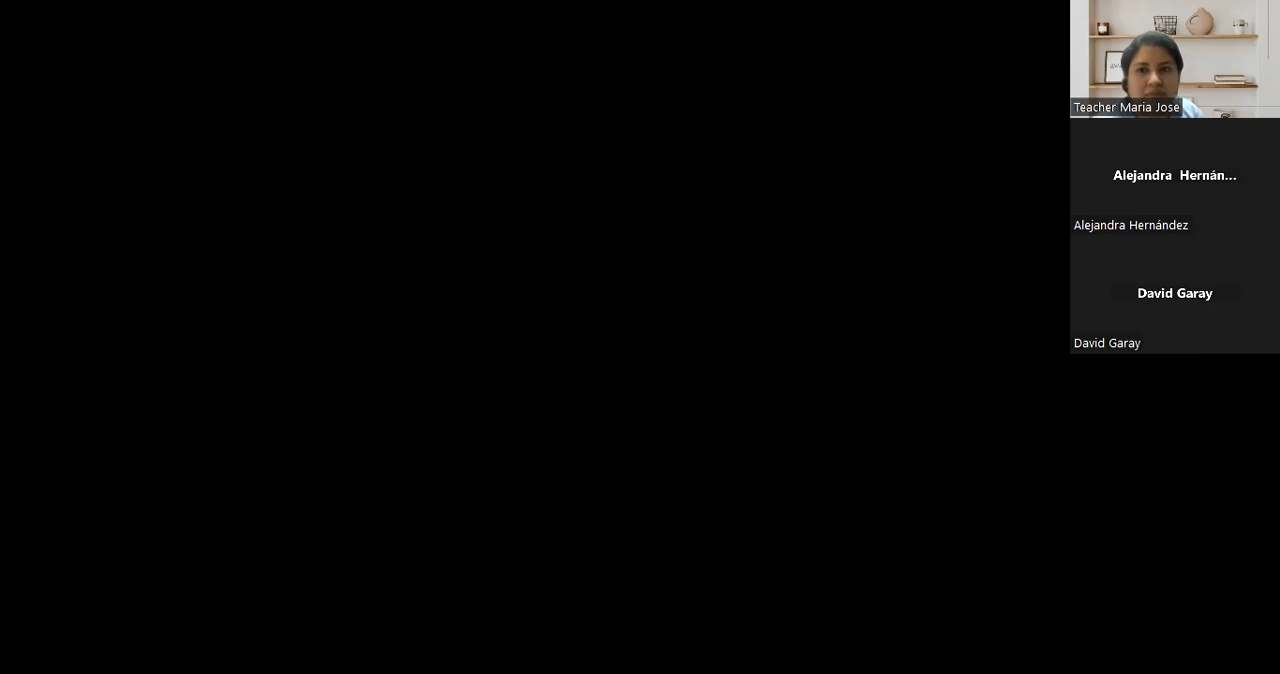 Teacher Maria Jose
Alejandra Hernán...
Alejandra Hernández
David Garay
David Garay